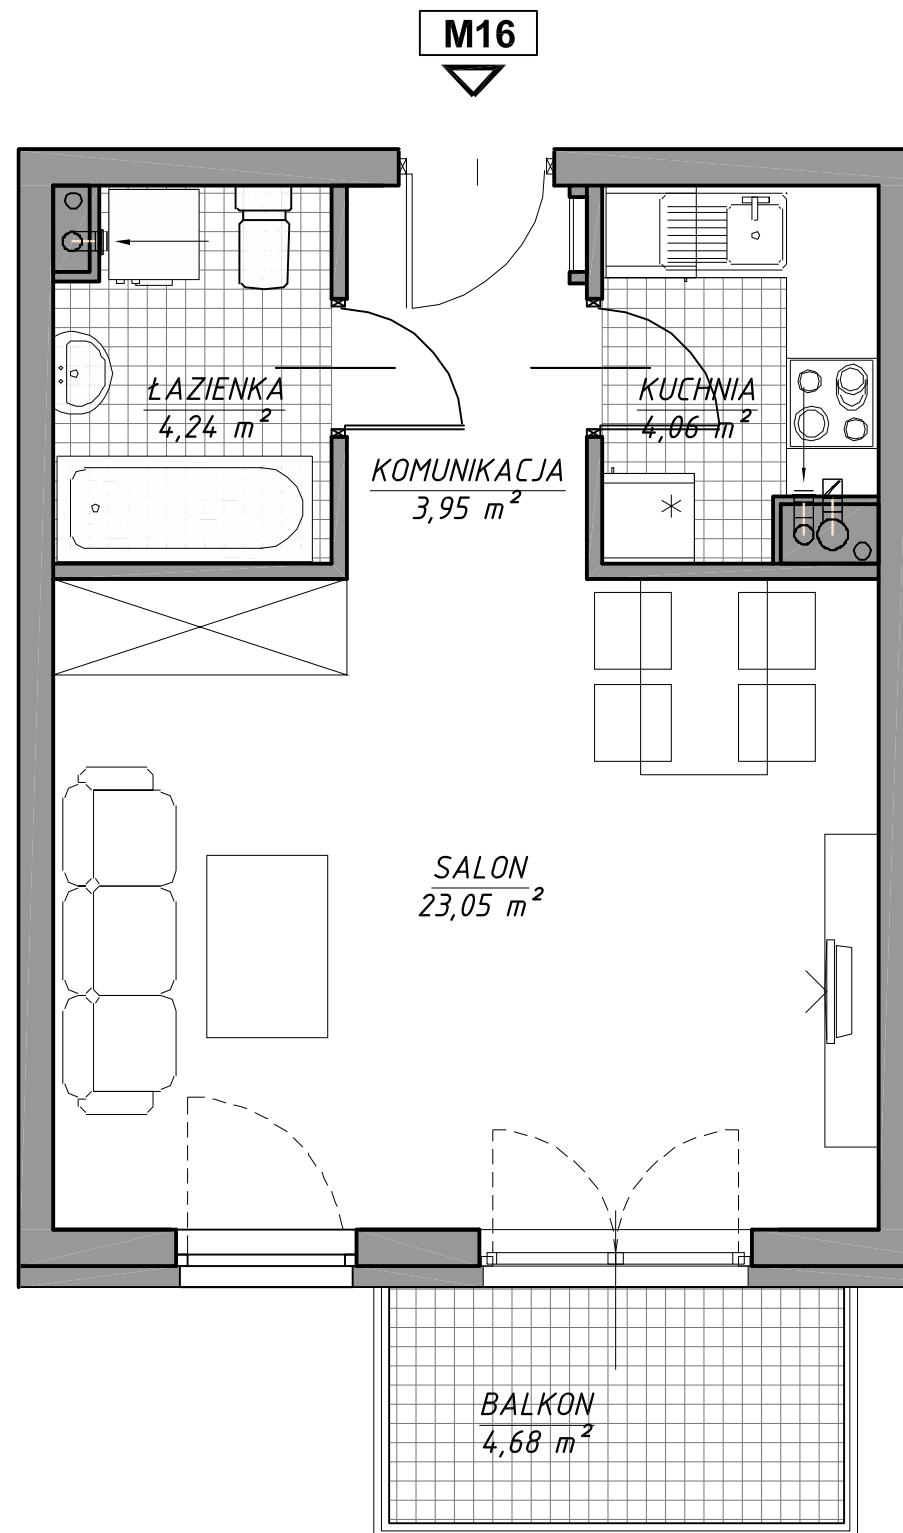 M16
ŁAZIENKA
4,24 m²
KUCHNIA
4,06 m²
KOMUNIKACJA
3,95 m²
SALON
23,05 m²
BALKON
4,68 m²